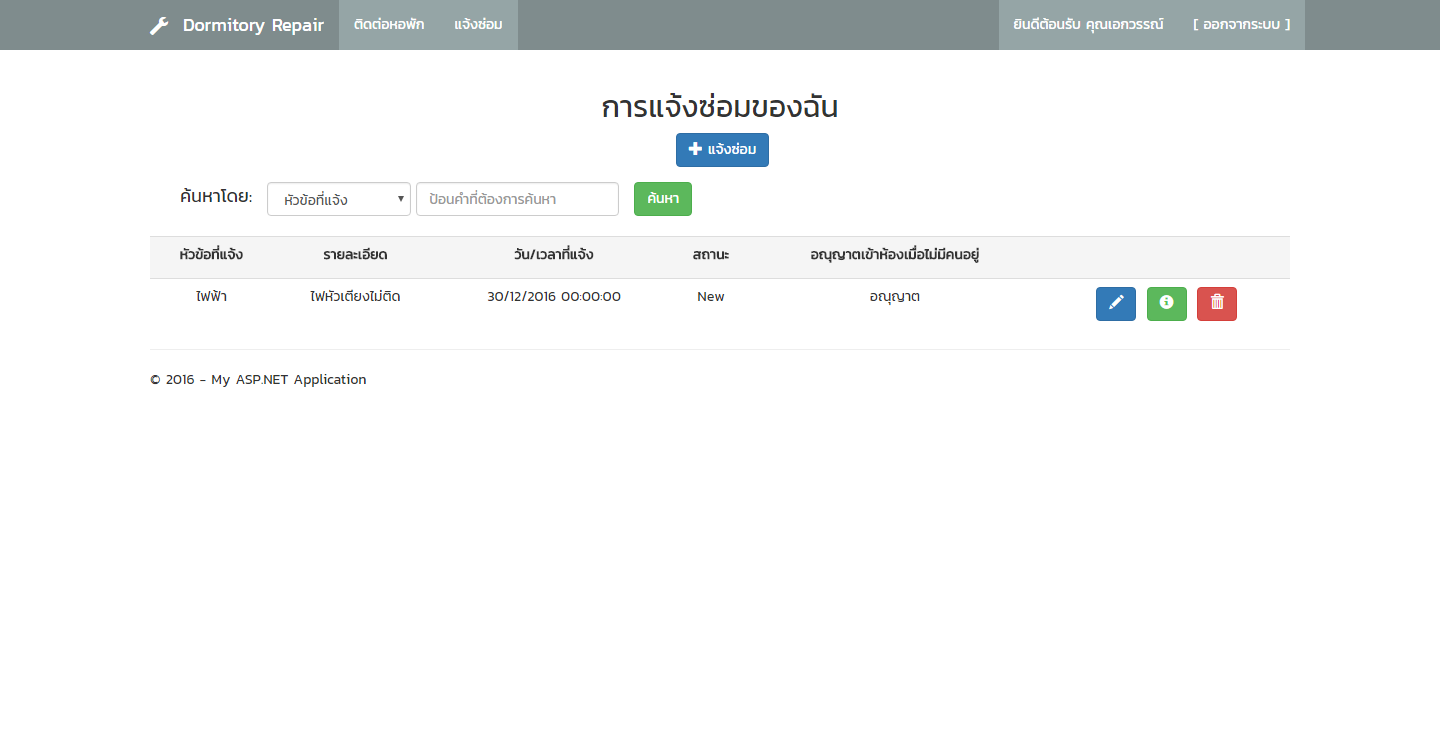 Dormitory Repair ติดต่อหอพัก แจ้งซ่อม ยินดีต้อนรับ คุณเอกวรรณ์ [ ออกจากระบบ ]
การแจ้งซ่อมของฉัน
แจ้งซ่อม
ค้นหาโดย: หัวข้อที่แจ้ง ป้อนคำที่ต้องการค้นหา ค้นหา
หัวข้อที่แจ้ง รายละเอียด วัน/เวลาที่แจ้ง สถานะ อณุญาตเข้าห้องเมื่อไม่มีคนอยู่
ไฟฟ้า ไฟหัวเตียงไม่ติด 30/12/2016 00:00:00 New อณุญาต
© 2016 - My ASP.NET Application